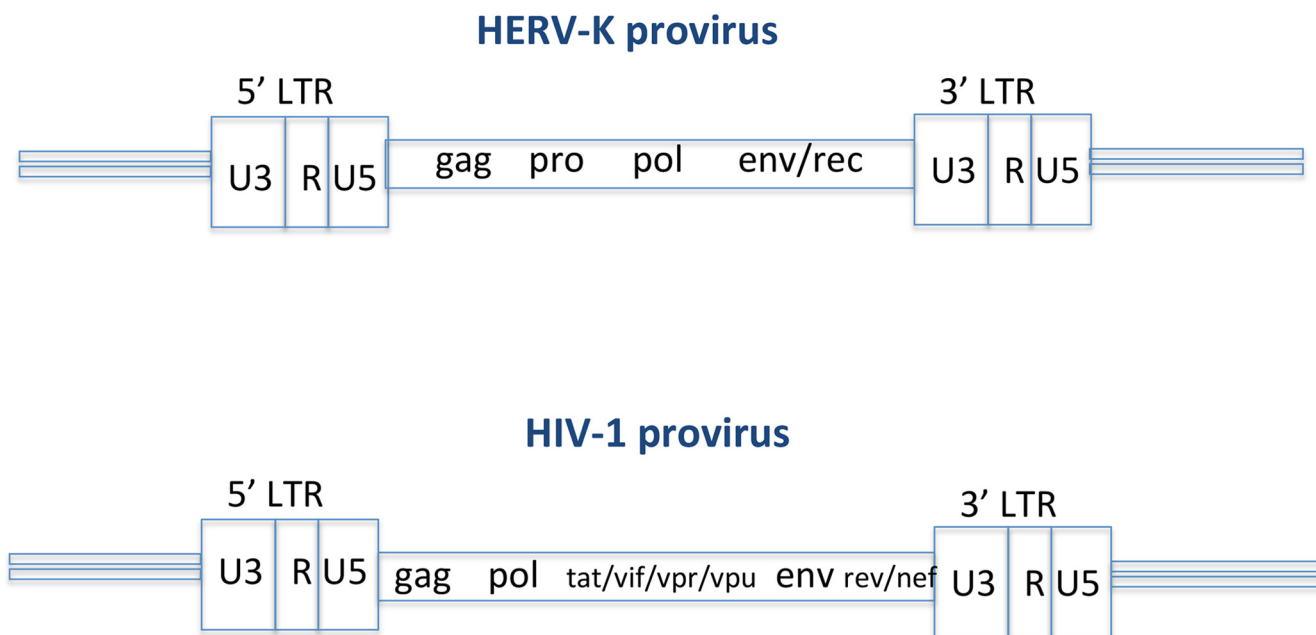 HERV-K provirus
5’ LTR 3’ LTR
U3 R U5 gag pro pol env/rec U3 R U5
HIV-1 provirus
5’ LTR 3’ LTR
U3 R U5 gag pol tat/vif/vpr/vpu env rev/nef U3 R U5